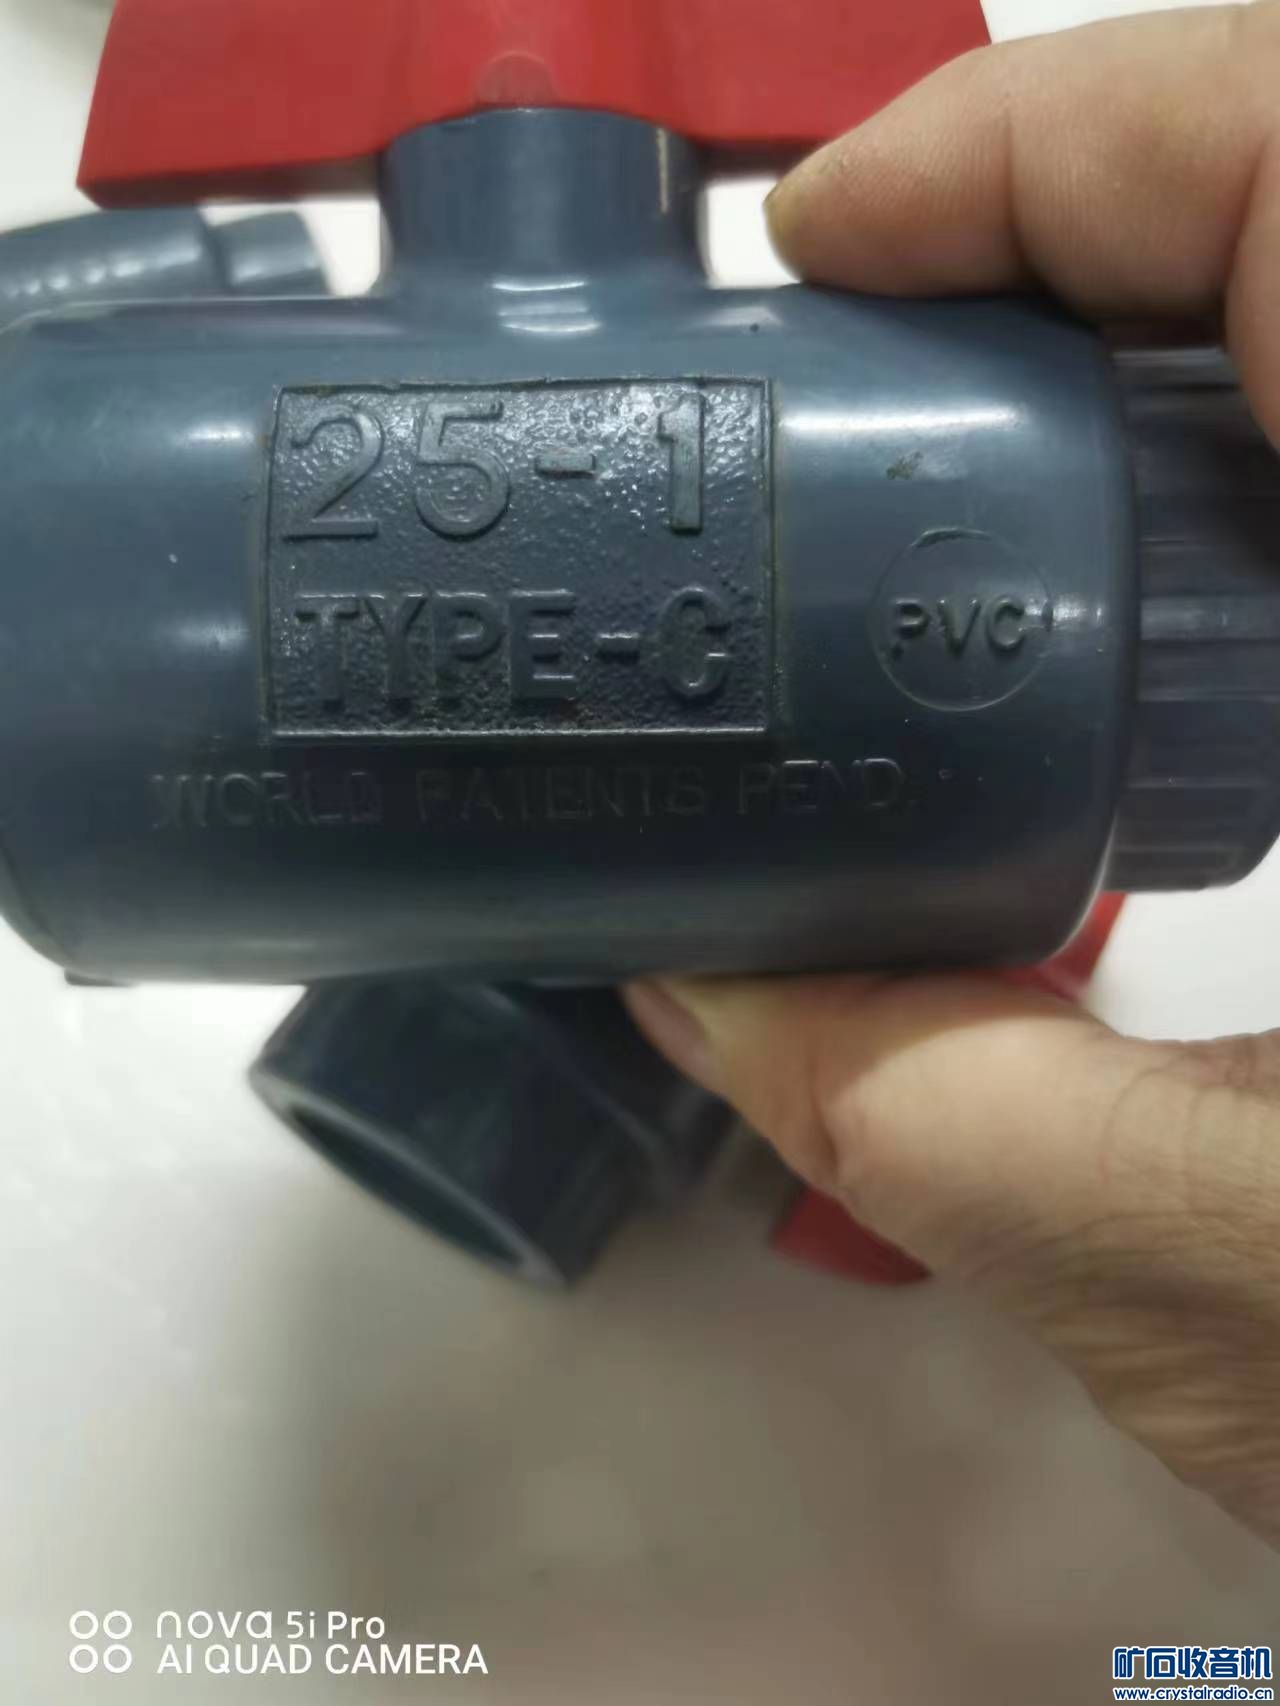 25-1
TYPE-C
PVC
WORLD PATENTS PEND.
nova 5i Pro
AI QUAD CAMERA
矿石收音机
www.crystalradio.cn